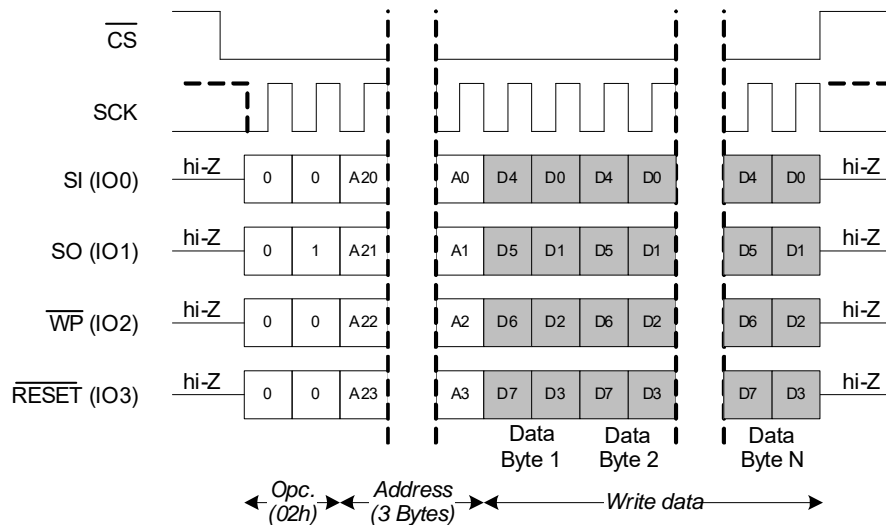 CS
SCK
hi-Z 0 0 A20 A0 D4 D0 D4 D0 D4 D0 hi-Z
SI (IO0)
hi-Z 0 1 A21 A1 D5 D1 D5 D1 D5 D1 hi-Z
SO (IO1)
hi-Z 0 0 A22 A2 D6 D2 D6 D2 D6 D2 hi-Z
WP (IO2)
hi-Z 0 0 A23 A3 D7 D3 D7 D3 D7 D3 hi-Z
RESET (IO3)
Data Data Data
Byte 1 Byte 2 Byte N
Opc. Address Write data
(02h) (3 Bytes)